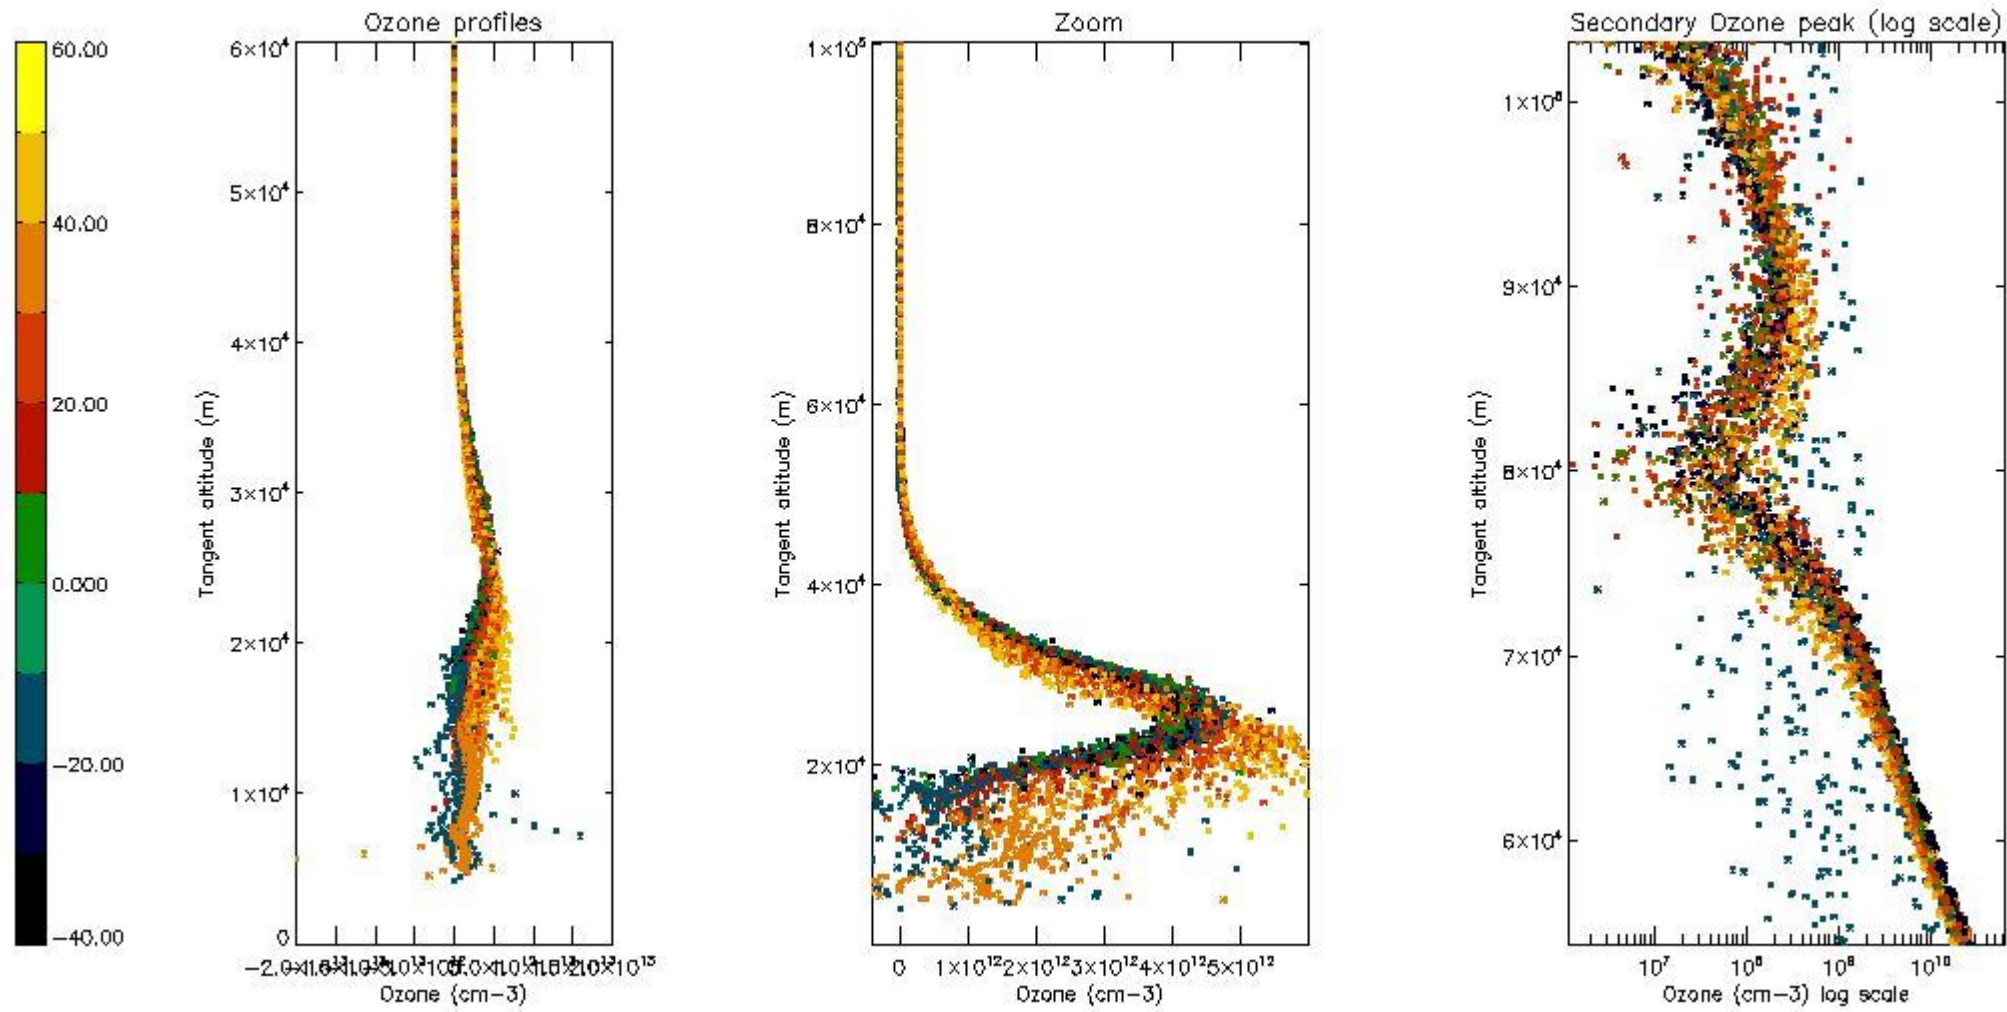 Ozone profiles
Zoom
Secondary Ozone peak (log scale)
60.00
40.00
20.00
0.000
−20.00
−40.00
6×10⁴
5×10⁴
4×10⁴
3×10⁴
2×10⁴
1×10⁴
0
Tangent altitude (m)
Ozone (cm−3)
1×10⁵
8×10⁴
6×10⁴
4×10⁴
2×10⁴
Tangent altitude (m)
0 1×10¹² 2×10¹² 3×10¹² 4×10¹² 5×10¹²
Ozone (cm−3)
1×10⁵
9×10⁴
8×10⁴
7×10⁴
6×10⁴
Tangent altitude (m)
10⁷ 10⁸ 10⁹ 10¹⁰
Ozone (cm−3) log scale